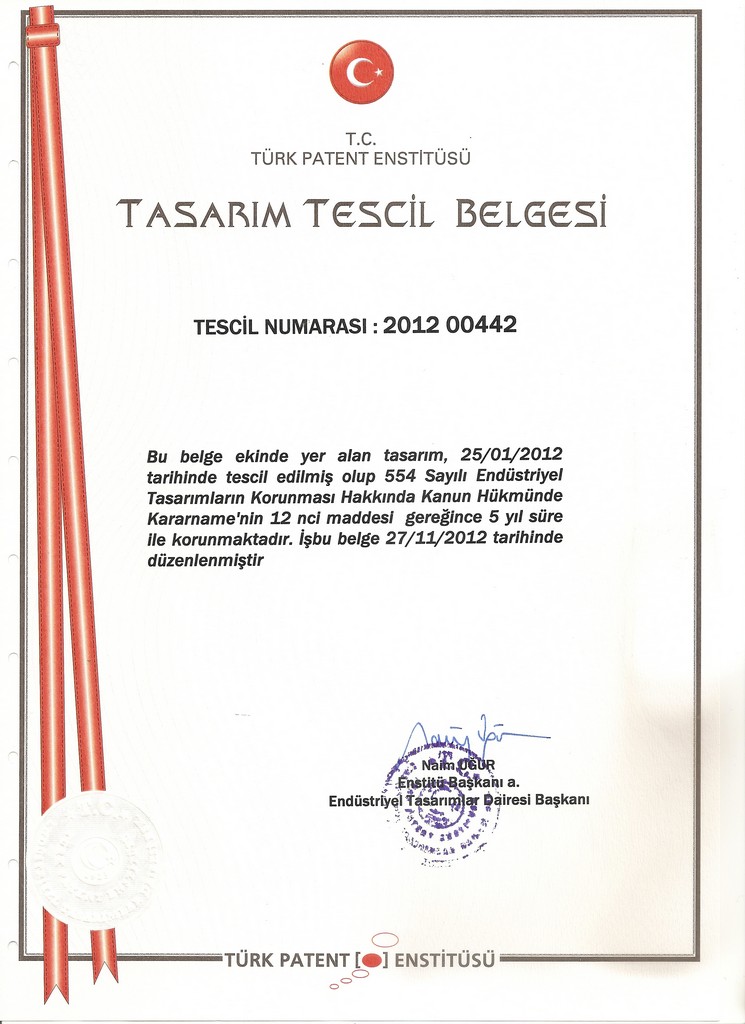 T.C.
TÜRK PATENT ENSTİTÜSÜ
TASARIM TESCİL BELGESİ
TESCİL NUMARASI : 2012 00442
Bu belge ekinde yer alan tasarım, 25/01/2012
tarihinde tescil edilmiş olup 554 Sayılı Endüstriyel
Tasarımların Korunması Hakkında Kanun Hükmünde
Kararname'nin 12 nci maddesi gereğince 5 yıl süre
ile korunmaktadır. İşbu belge 27/11/2012 tarihinde
düzenlenmiştir
Naim UĞUR
Enstitü Başkanı a.
Endüstriyel Tasarımlar Dairesi Başkanı
TÜRK PATENT [●] ENSTİTÜSÜ